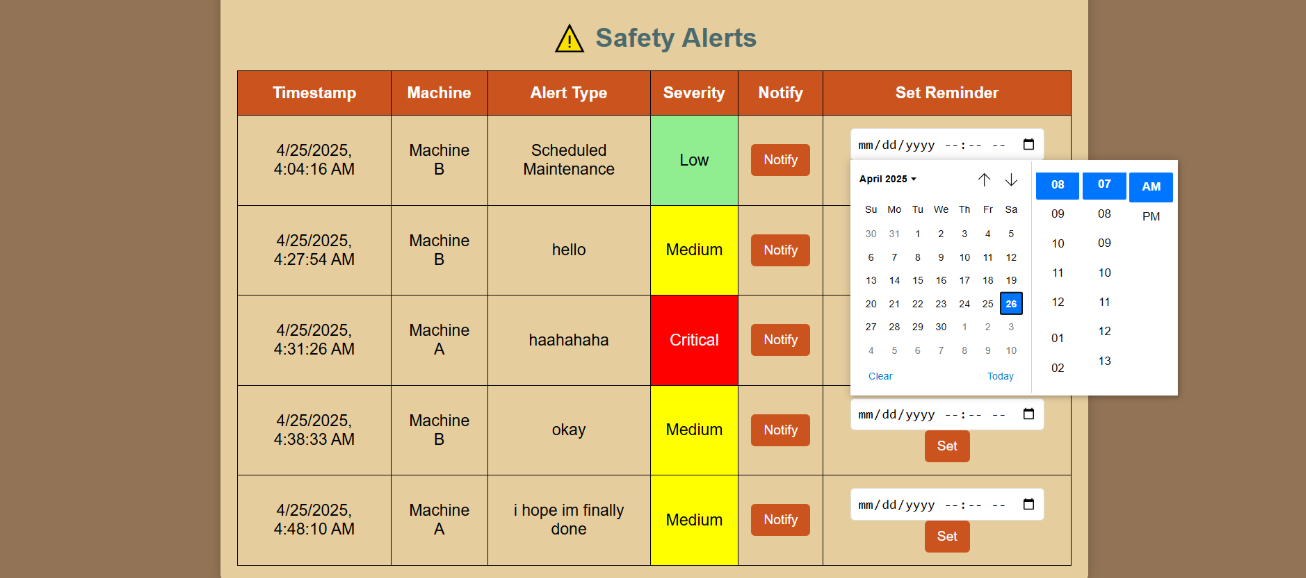 ⚠ Safety Alerts
Timestamp Machine Alert Type Severity Notify Set Reminder
4/25/2025,
4:04:16 AM
Machine
B
Scheduled
Maintenance
Low
Notify
mm/dd/yyyy --:-- --
April 2025
Su Mo Tu We Th Fr Sa
30 31 1 2 3 4 5
6 7 8 9 10 11 12
13 14 15 16 17 18 19
20 21 22 23 24 25 26
27 28 29 30 1 2 3
4 5 6 7 8 9 10
Clear Today
08 07 AM
09 08 PM
10 09
11 10
12 11
01 12
02 13
4/25/2025,
4:27:54 AM
Machine
B
hello
Medium
Notify
4/25/2025,
4:31:26 AM
Machine
A
haahahaha
Critical
Notify
4/25/2025,
4:38:33 AM
Machine
B
okay
Medium
Notify
mm/dd/yyyy --:-- --
Set
4/25/2025,
4:48:10 AM
Machine
A
i hope im finally
done
Medium
Notify
mm/dd/yyyy --:-- --
Set